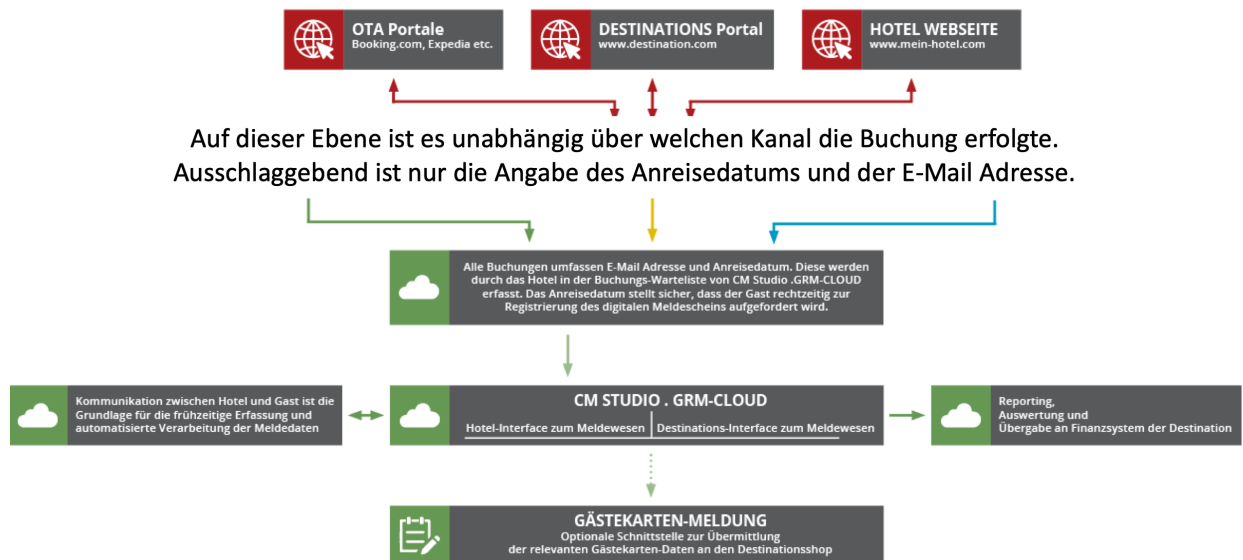 OTA Portale
Booking.com, Expedia etc.
DESTINATIONS Portal
www.destination.com
HOTEL WEBSEITE
www.mein-hotel.com
Auf dieser Ebene ist es unabhängig über welchen Kanal die Buchung erfolgte.
Ausschlaggebend ist nur die Angabe des Anreisedatums und der E-Mail Adresse.
Alle Buchungen umfassen E-Mail Adresse und Anreisedatum. Diese werden
durch das Hotel in der Buchungs-Warteliste von CM Studio .GRM-CLOUD
erfasst. Das Anreisedatum stellt sicher, dass der Gast rechtzeitig zur
Registrierung des digitalen Meldescheins aufgefordert wird.
Kommunikation zwischen Hotel und Gast ist die
Grundlage für die frühzeitige Erfassung und
automatisierte Verarbeitung der Meldedaten
CM STUDIO . GRM-CLOUD
Hotel-Interface zum Meldewesen
Destinations-Interface zum Meldewesen
Reporting,
Auswertung und
Übergabe an Finanzsystem der Destination
GÄSTEKARTEN-MELDUNG
Optionale Schnittstelle zur Übermittlung
der relevanten Gästekarten-Daten an den Destinationsshop